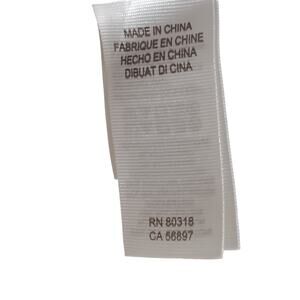 MADE IN CHINA
FABRIQUE EN CHINE
HECHO EN CHINA
DIBUAT DI CINA
RN 80318
CA 56897